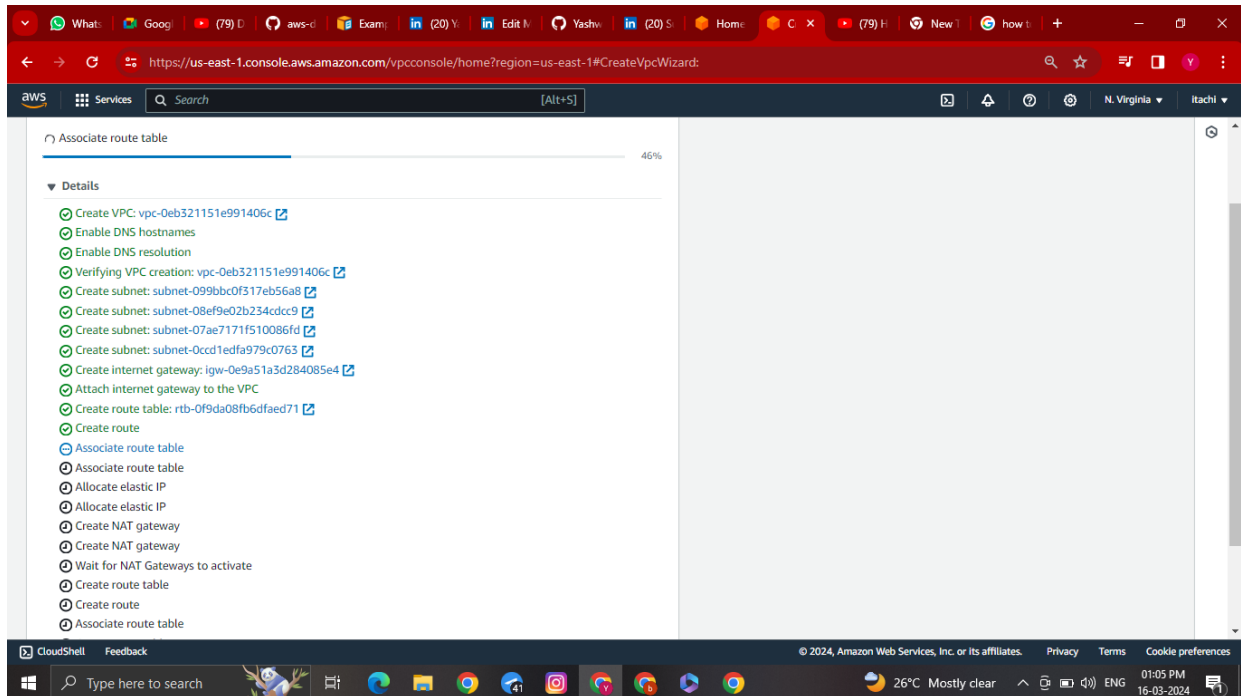 Whats
Googl
(79) D
aws-d
Examp
in (20) Y
in Edit M
Yashw
in (20) S
Home
C
(79) H
New T
how t
https://us-east-1.console.aws.amazon.com/vpcconsole/home?region=us-east-1#CreateVpcWizard:
Y
aws
Services
Search
[Alt+S]
N. Virginia
itachi
Associate route table
46%
Details
Create VPC: vpc-0eb321151e991406c
Enable DNS hostnames
Enable DNS resolution
Verifying VPC creation: vpc-0eb321151e991406c
Create subnet: subnet-099bbc0f317eb56a8
Create subnet: subnet-08ef9e02b234cdcc9
Create subnet: subnet-07ae7171f510086fd
Create subnet: subnet-0ccd1edfa979c0763
Create internet gateway: igw-0e9a51a3d284085e4
Attach internet gateway to the VPC
Create route table: rtb-0f9da08fb6dfaed71
Create route
Associate route table
Associate route table
Allocate elastic IP
Allocate elastic IP
Create NAT gateway
Create NAT gateway
Wait for NAT Gateways to activate
Create route table
Create route
Associate route table
CloudShell
Feedback
© 2024, Amazon Web Services, Inc. or its affiliates.
Privacy
Terms
Cookie preferences
Type here to search
41
26°C Mostly clear
ENG
01:05 PM
16-03-2024
1